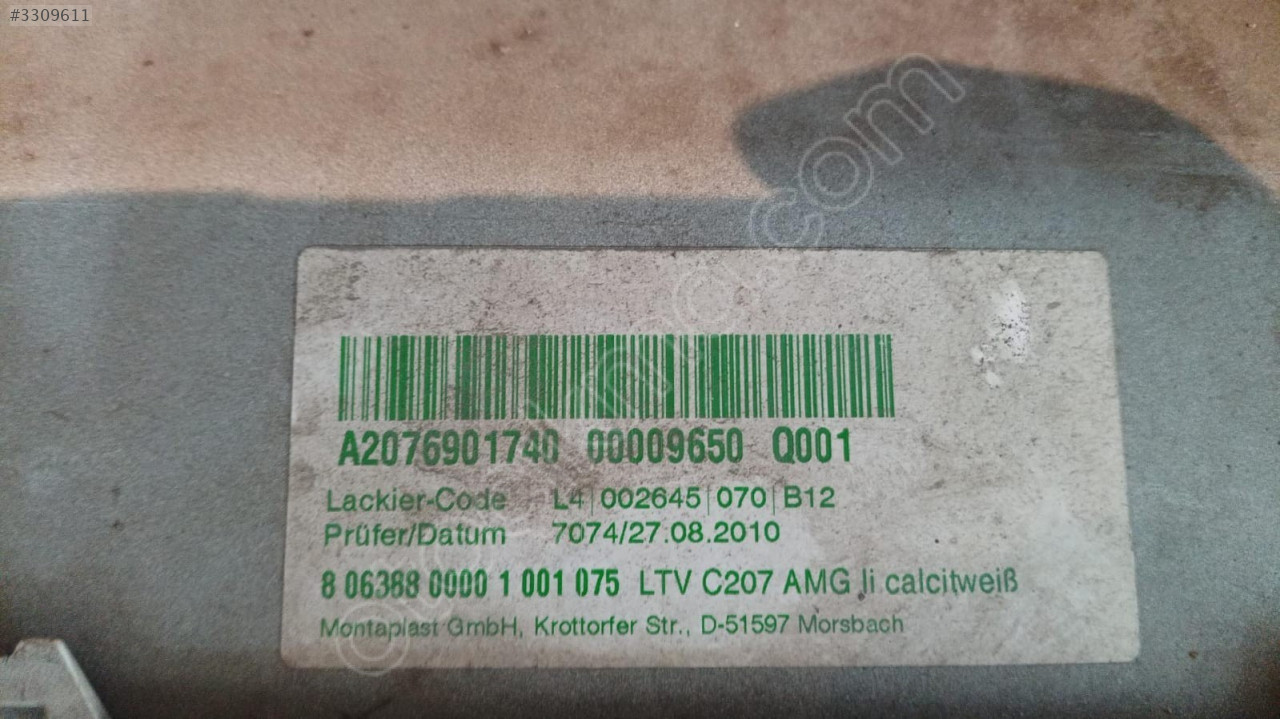 #3309611
A2076901740 00009650 Q001
Lackier-Code L4|002645|070|B12
Prüfer/Datum 7074/27.08.2010
8 06388 0000 1 001 075 LTV C207 AMG li calcitweiß
Montaplast GmbH, Krottorfer Str., D-51597 Morsbach